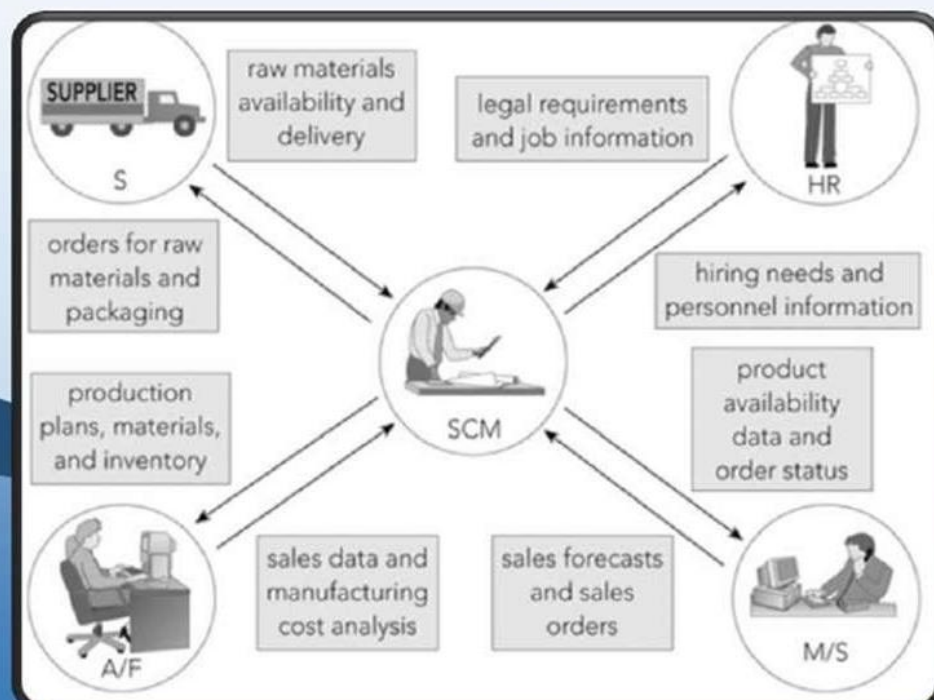 SUPPLIER
S
raw materials
availability and
delivery
legal requirements
and job information
HR
orders for raw
materials and
packaging
hiring needs and
personnel information
SCM
production
plans, materials,
and inventory
product
availability
data and
order status
A/F
sales data and
manufacturing
cost analysis
sales forecasts
and sales
orders
M/S